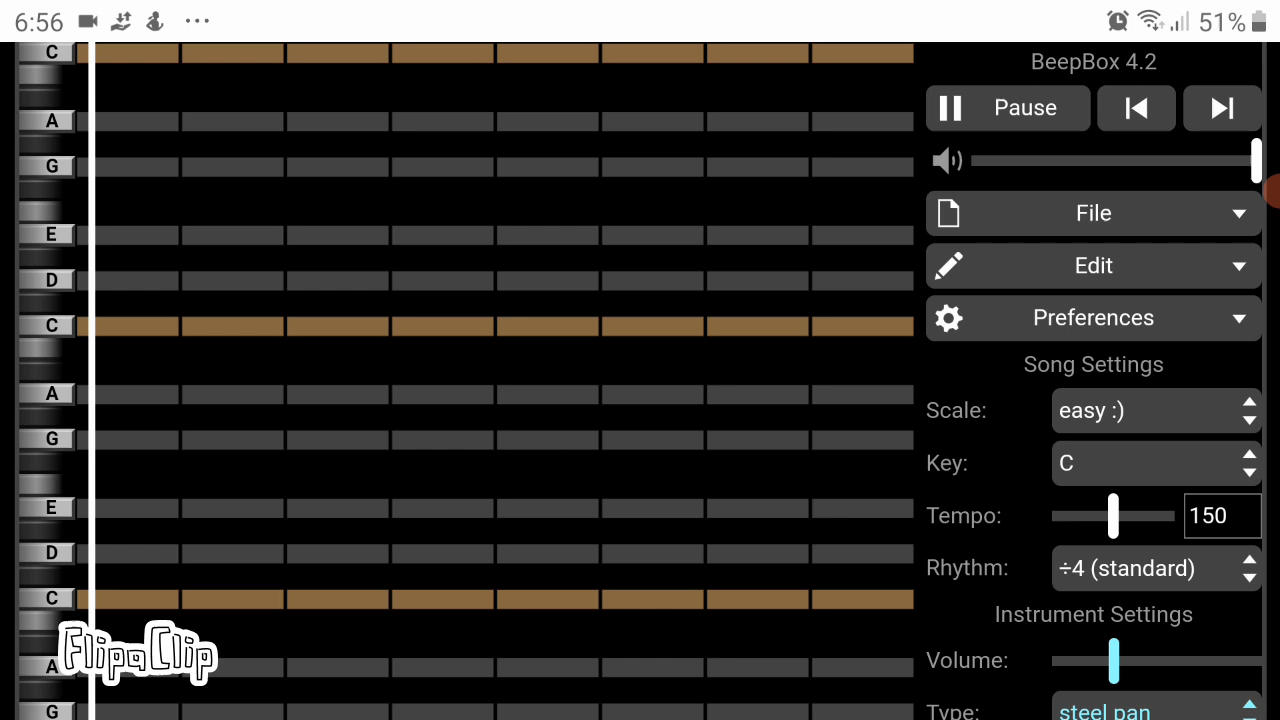 6:56
51%
BeepBox 4.2
Pause
File
Edit
Preferences
Song Settings
Scale: easy :)
Key: C
Tempo: 150
Rhythm: ÷4 (standard)
Instrument Settings
Volume:
Type: steel pan
C
A
G
E
D
C
A
G
E
D
C
A
G
FlipaClip